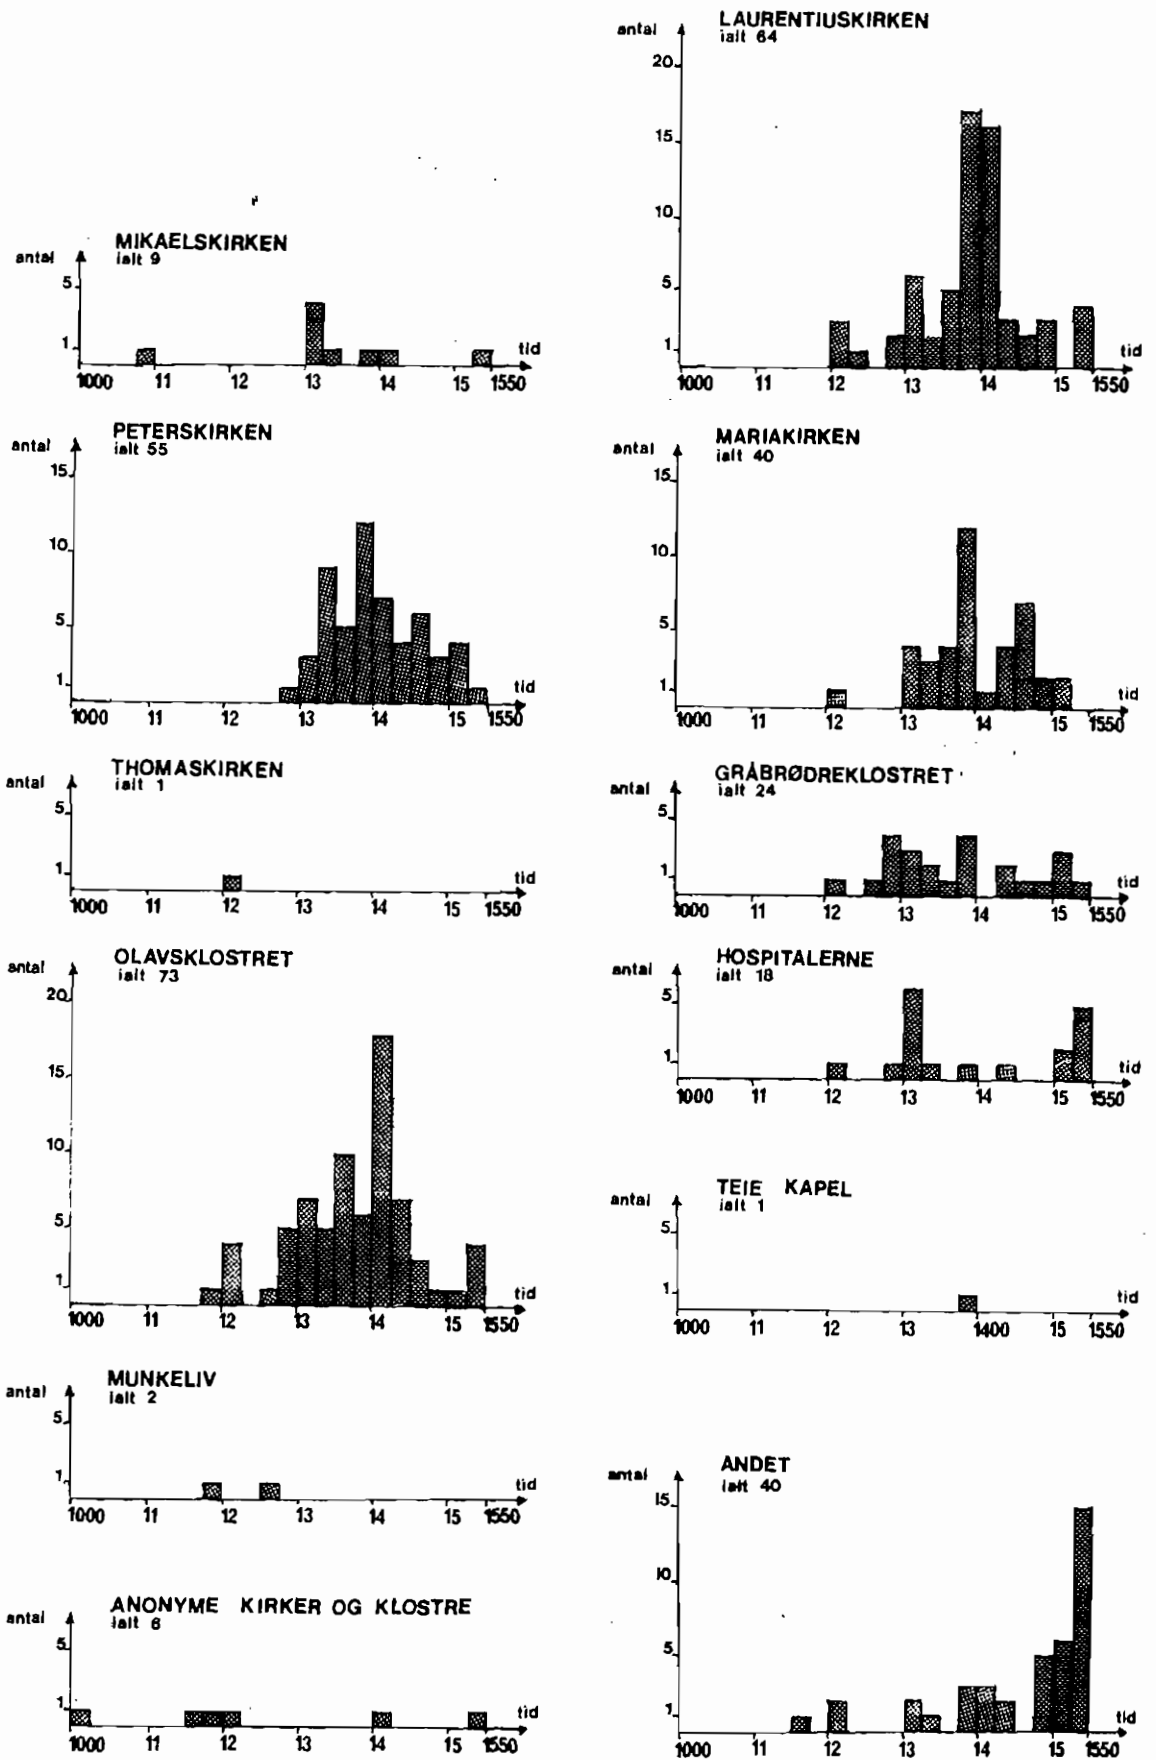 MIKAELSKIRKEN
ialt 9
antal
5
1
tid
1000 11 12 13 14 15 1550
PETERSKIRKEN
ialt 55
antal
15
10
5
1
tid
1000 11 12 13 14 15 1550
THOMASKIRKEN
ialt 1
antal
5
1
tid
1000 11 12 13 14 15 1550
OLAVSKLOSTRET
ialt 73
antal
20
15
10
5
1
tid
1000 11 12 13 14 15 1550
MUNKELIV
ialt 2
antal
5
1
tid
1000 11 12 13 14 15 1550
ANONYME KIRKER OG KLOSTRE
ialt 6
antal
5
1
tid
1000 11 12 13 14 15 1550
LAURENTIUSKIRKEN
ialt 64
antal
20
15
10
5
1
tid
1000 11 12 13 14 15 1550
MARIAKIRKEN
ialt 40
antal
15
10
5
1
tid
1000 11 12 13 14 15 1550
GRÅBRØDREKLOSTRET
ialt 24
antal
5
1
tid
1000 11 12 13 14 15 1550
HOSPITALERNE
ialt 18
antal
5
1
tid
1000 11 12 13 14 15 1550
TEIE KAPEL
ialt 1
antal
5
1
tid
1000 11 12 13 1400 15 1550
ANDET
ialt 40
antal
15
10
5
1
tid
1000 11 12 13 14 15 1550